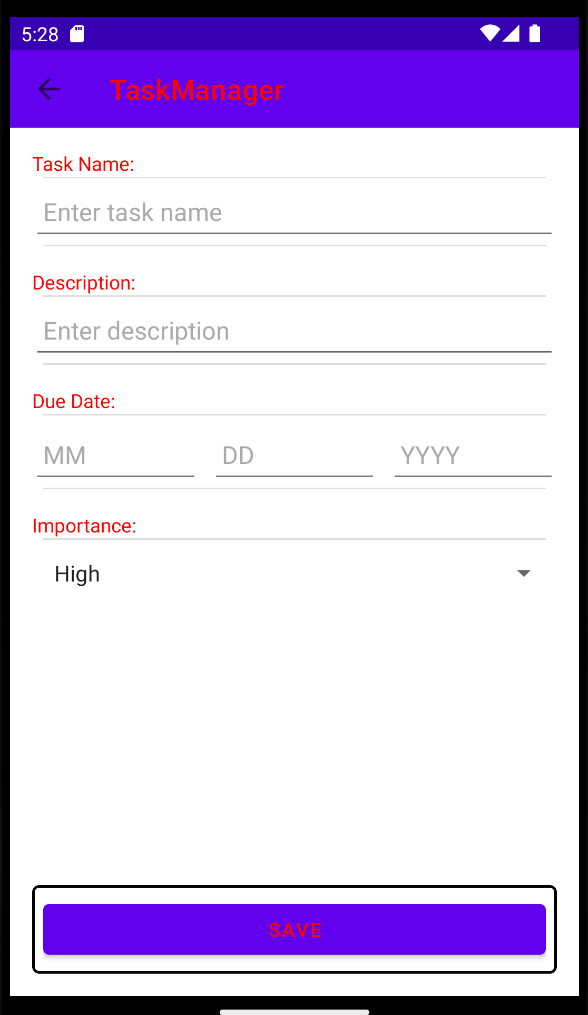 5:28
TaskManager
Task Name:
Enter task name
Description:
Enter description
Due Date:
MM DD YYYY
Importance:
High
SAVE